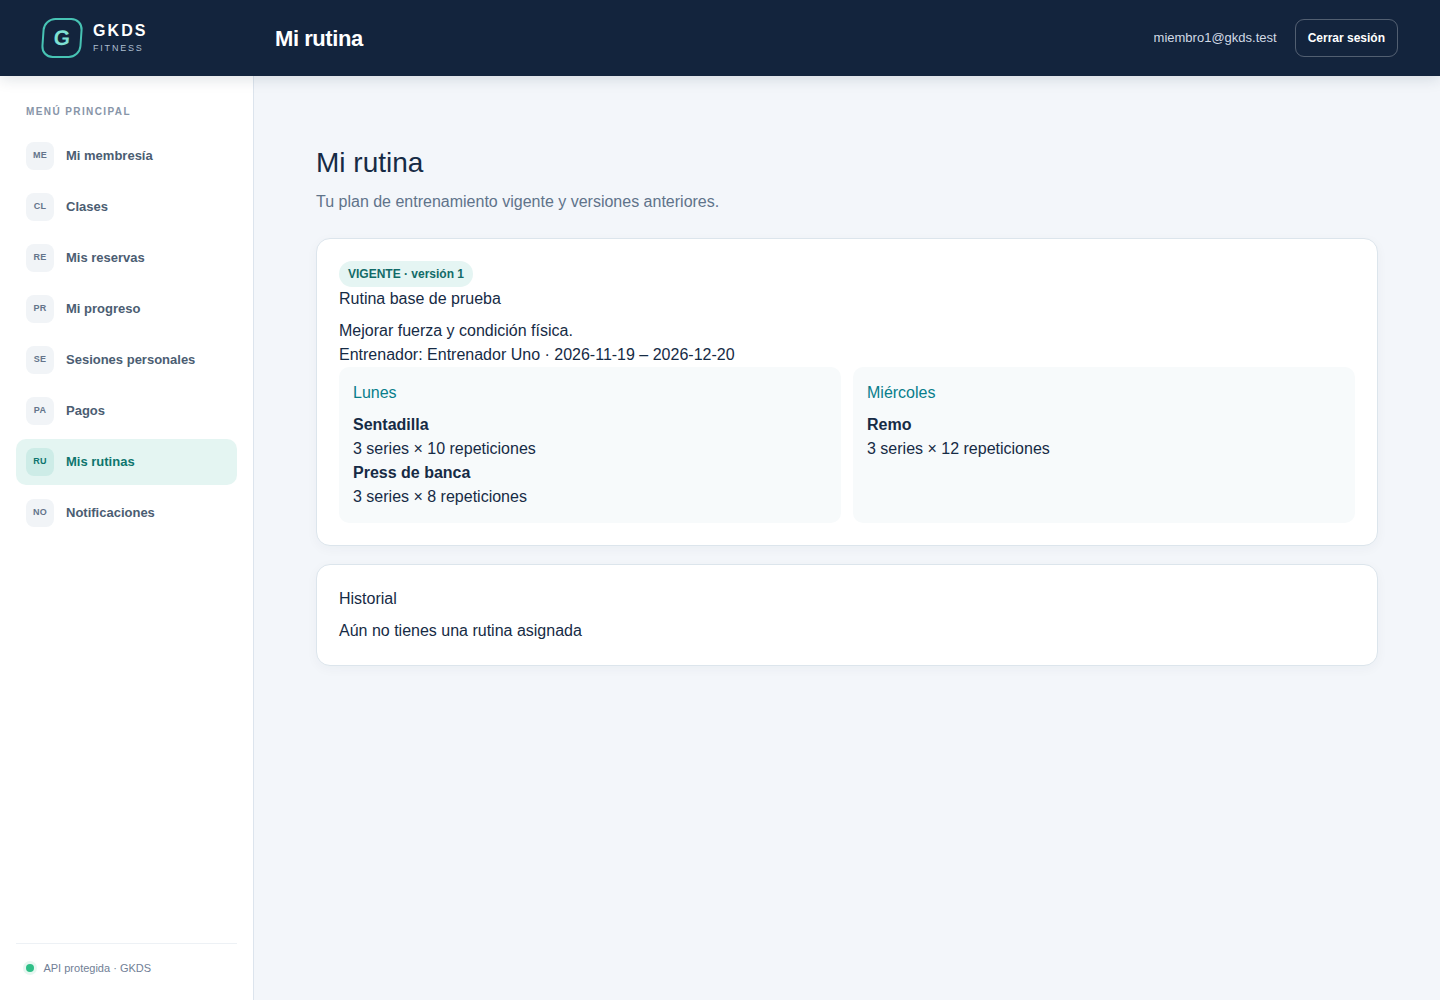 G
GKDS
FITNESS
Mi rutina
miembro1@gkds.test
Cerrar sesión
MENÚ PRINCIPAL
ME Mi membresía
CL Clases
RE Mis reservas
PR Mi progreso
SE Sesiones personales
PA Pagos
RU Mis rutinas
NO Notificaciones
API protegida · GKDS
Mi rutina
Tu plan de entrenamiento vigente y versiones anteriores.
VIGENTE · versión 1
Rutina base de prueba
Mejorar fuerza y condición física.
Entrenador: Entrenador Uno · 2026-11-19 – 2026-12-20
Lunes
Sentadilla
3 series × 10 repeticiones
Press de banca
3 series × 8 repeticiones
Miércoles
Remo
3 series × 12 repeticiones
Historial
Aún no tienes una rutina asignada